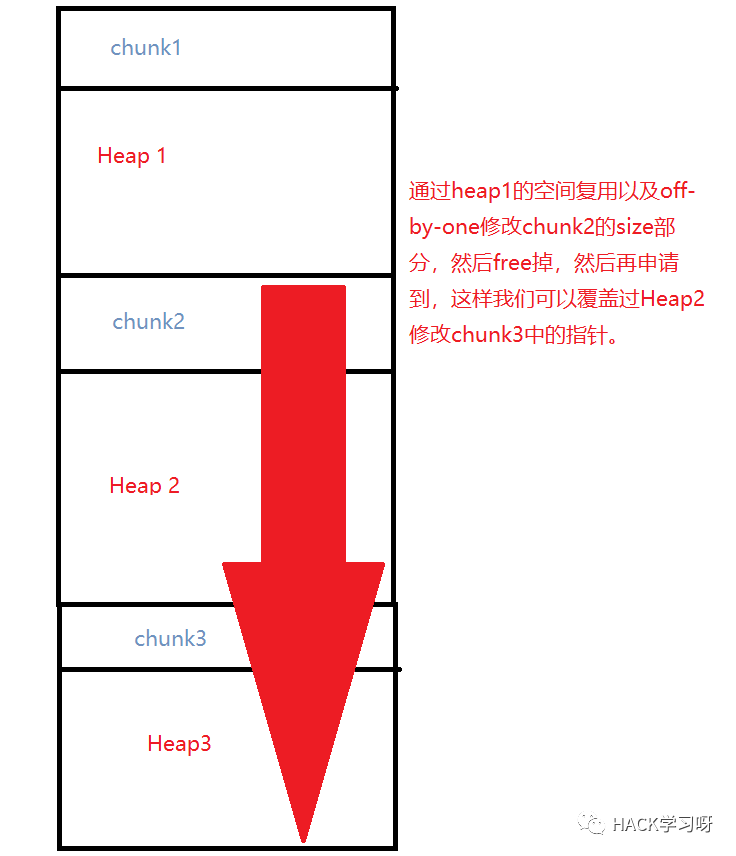 chunk1
Heap 1
通过heap1的空间复用以及off-
by-one修改chunk2的size部
分，然后free掉，然后再申请
到，这样我们可以覆盖过Heap2
修改chunk3中的指针。
chunk2
Heap 2
chunk3
Heap3
HACK学习呀